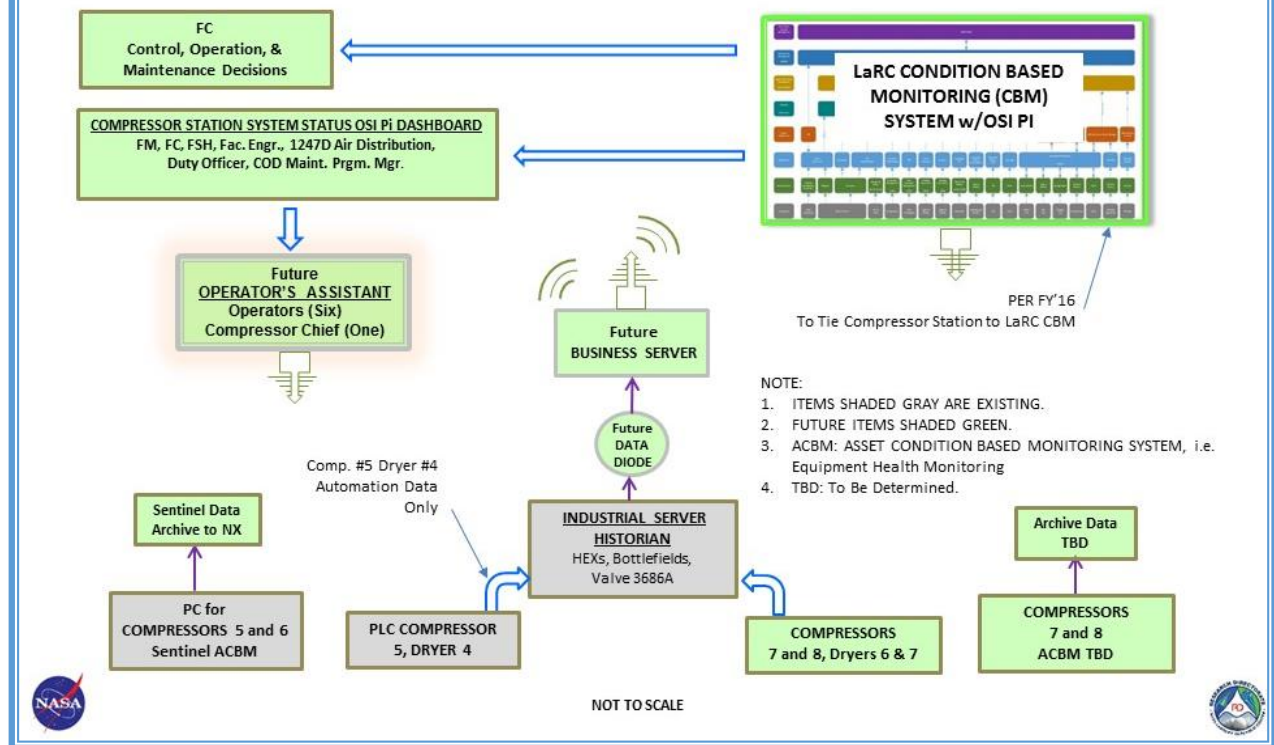 FC
Control, Operation, &
Maintenance Decisions
LaRC CONDITION BASED
MONITORING (CBM)
SYSTEM w/OSI PI
COMPRESSOR STATION SYSTEM STATUS OSI Pi DASHBOARD
FM, FC, FSH, Fac. Engr., 1247D Air Distribution,
Duty Officer, COD Maint. Prgm. Mgr.
Future
OPERATOR'S ASSISTANT
Operators (Six)
Compressor Chief (One)
PER FY'16
To Tie Compressor Station to LaRC CBM
Future
BUSINESS SERVER
NOTE:
1. ITEMS SHADED GRAY ARE EXISTING.
2. FUTURE ITEMS SHADED GREEN.
3. ACBM: ASSET CONDITION BASED MONITORING SYSTEM, i.e.
Equipment Health Monitoring
4. TBD: To Be Determined.
Future
DATA
DIODE
Comp. #5 Dryer #4
Automation Data
Only
Sentinel Data
Archive to NX
INDUSTRIAL SERVER
HISTORIAN
HEXs, Bottlefields,
Valve 3686A
Archive Data
TBD
PC for
COMPRESSORS 5 and 6
Sentinel ACBM
PLC COMPRESSOR
5, DRYER 4
COMPRESSORS
7 and 8, Dryers 6 & 7
COMPRESSORS
7 and 8
ACBM TBD
NASA
NOT TO SCALE
RESEARCH DIRECTORATE
RD